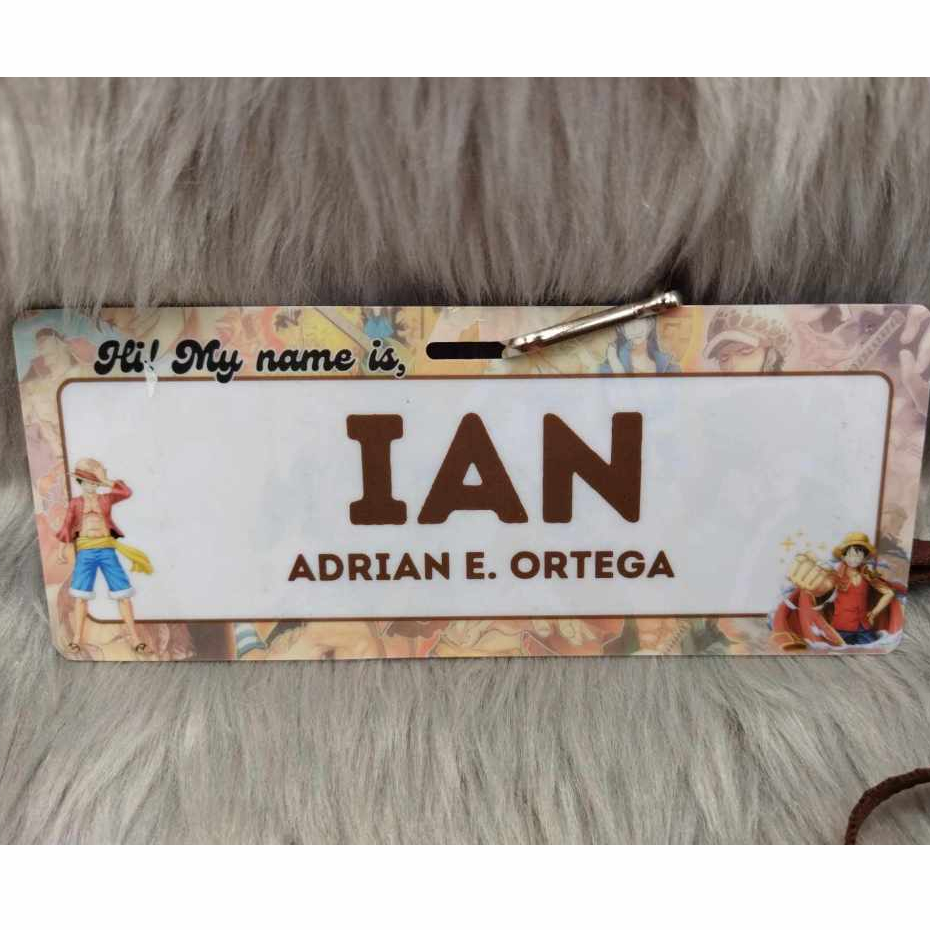 Hi! My name is,
IAN
ADRIAN E. ORTEGA